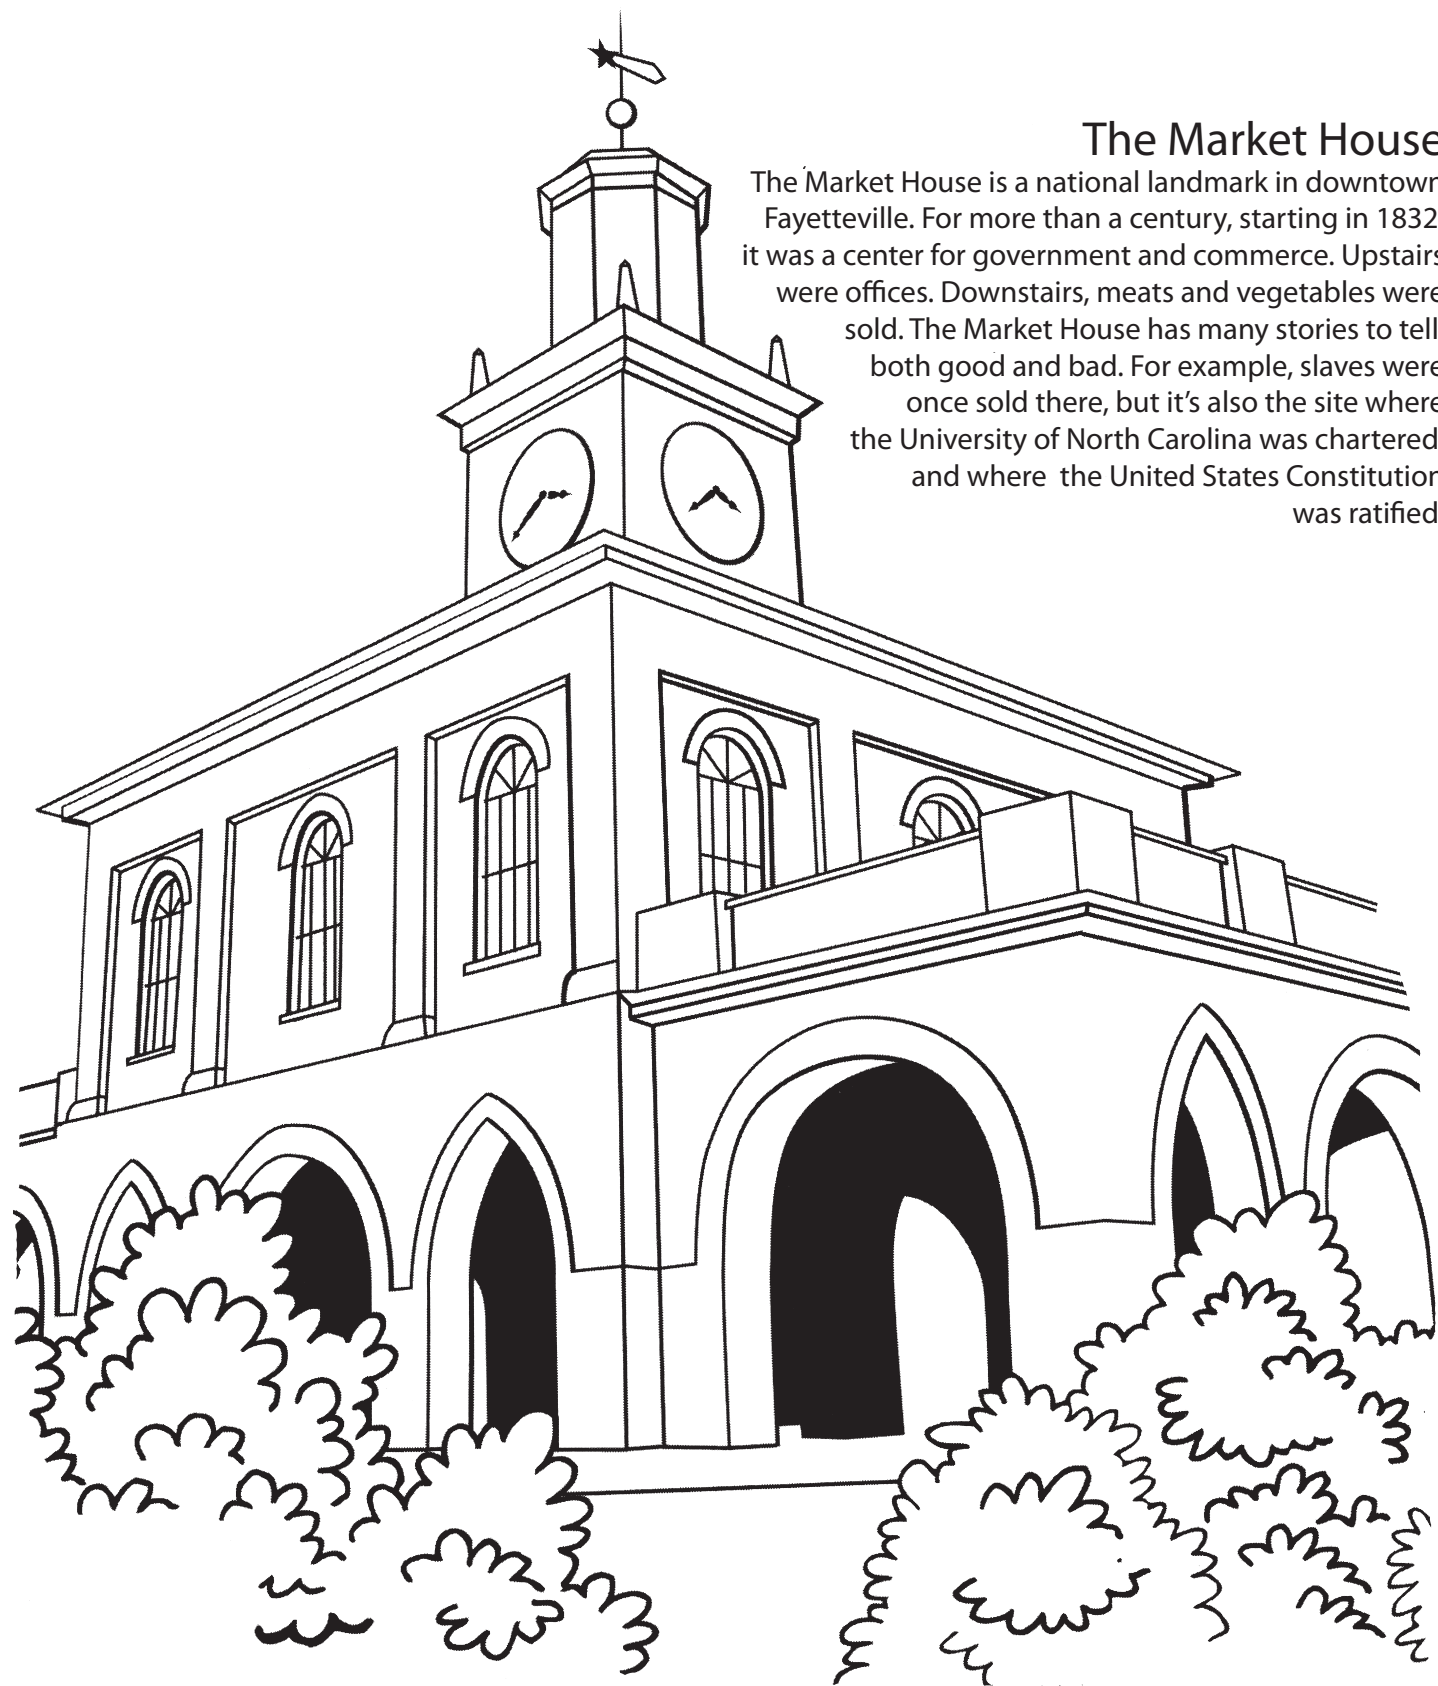 The Market House
The Market House is a national landmark in downtown
Fayetteville. For more than a century, starting in 1832
it was a center for government and commerce. Upstairs
were offices. Downstairs, meats and vegetables were
sold. The Market House has many stories to tell
both good and bad. For example, slaves were
once sold there, but it’s also the site where
the University of North Carolina was chartered
and where  the United States Constitution
was ratified